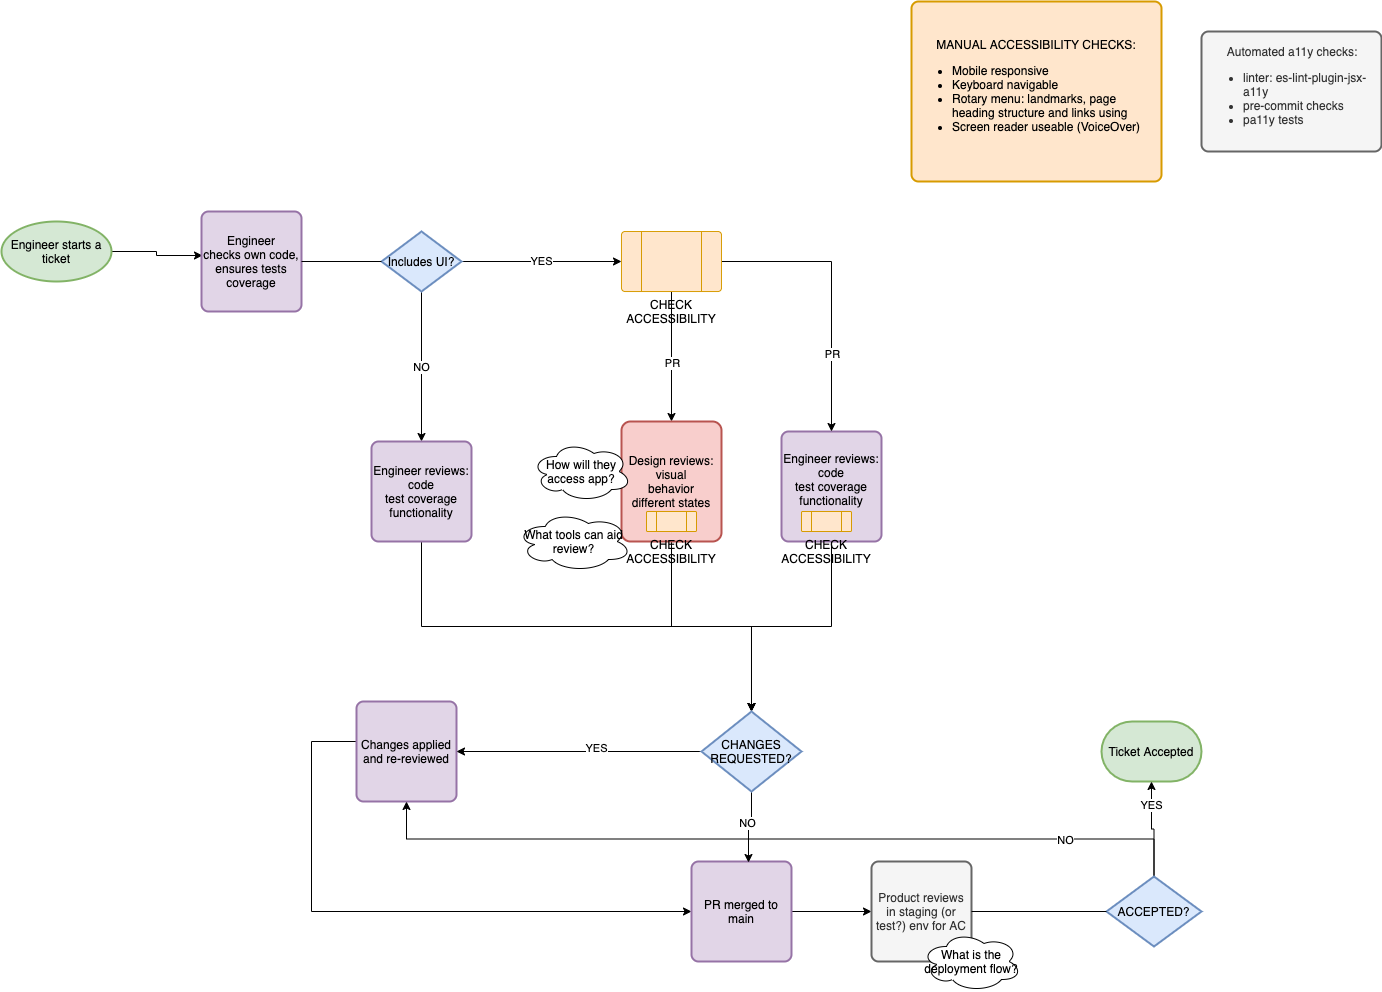 MANUAL ACCESSIBILITY CHECKS:
Mobile responsive
Keyboard navigable
Rotary menu: landmarks, page
heading structure and links using
Screen reader useable (VoiceOver)
Automated a11y checks:
linter: es-lint-plugin-jsx-
a11y
pre-commit checks
pa11y tests
Engineer starts a
ticket
Engineer
checks own code,
ensures tests
coverage
Includes UI?
YES
CHECK
ACCESSIBILITY
NO
PR
PR
Engineer reviews:
code
test coverage
functionality
How will they
access app?
What tools can aid
review?
Design reviews:
visual
behavior
different states
CHECK
ACCESSIBILITY
Engineer reviews:
code
test coverage
functionality
CHECK
ACCESSIBILITY
Changes applied
and re-reviewed
YES
CHANGES
REQUESTED?
Ticket Accepted
YES
NO
NO
PR merged to
main
Product reviews
in staging (or
test?) env for AC
What is the
deployment flow?
ACCEPTED?